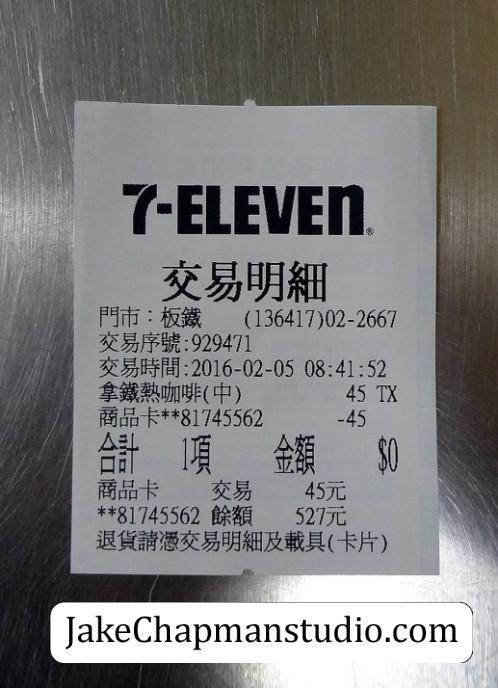 7-ELEVEn®
交易明細
門市：板鐵 (136417)02-2667
交易序號:929471
交易時間:2016-02-05 08:41:52
拿鐵熱咖啡(中) 45 TX
商品卡**81745562 -45
合計 1項 金額 $0
商品卡 交易 45元
**81745562 餘額 527元
退貨請憑交易明細及載具(卡片)
JakeChapmanstudio.com